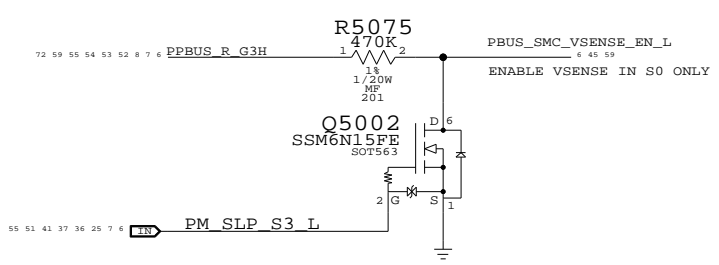 R5075
470K
1 2
1%
1/20W
MF
201
72 59 55 54 53 52 8 7 6 PPBUS_R_G3H
PBUS_SMC_VSENSE_EN_L
6 45 59
ENABLE VSENSE IN S0 ONLY
Q5002
SSM6N15FE
SOT563
D 6
2 G S 1
55 51 41 37 36 25 7 6 IN PM_SLP_S3_L